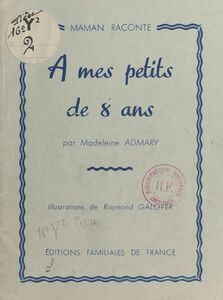 MAMAN RACONTE
A mes petits
de 8 ans
par Madeleine ADMARY
Illustrations de Raymond GALOYER
R.F.
ÉDITIONS FAMILIALES DE FRANCE